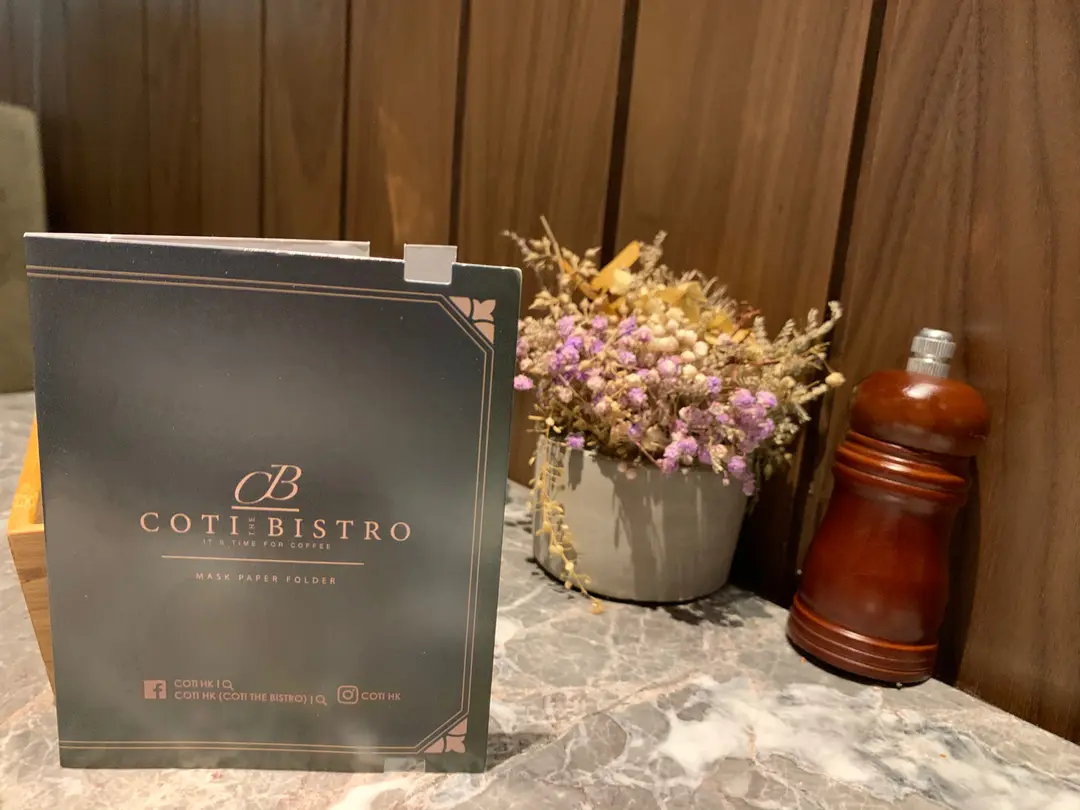 CB
COTI THE BISTRO
IT'S TIME FOR COFFEE
MASK PAPER FOLDER
COTI HK |
COTI HK (COTI THE BISTRO) |
COTI HK